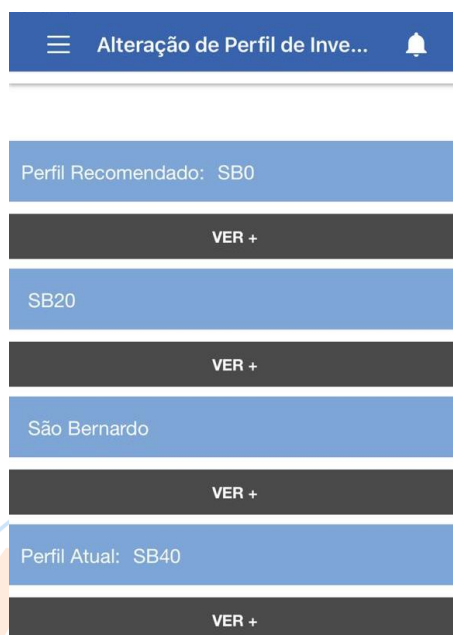 Alteração de Perfil de Inve...
Perfil Recomendado: SB0
VER +
SB20
VER +
São Bernardo
VER +
Perfil Atual: SB40
VER +